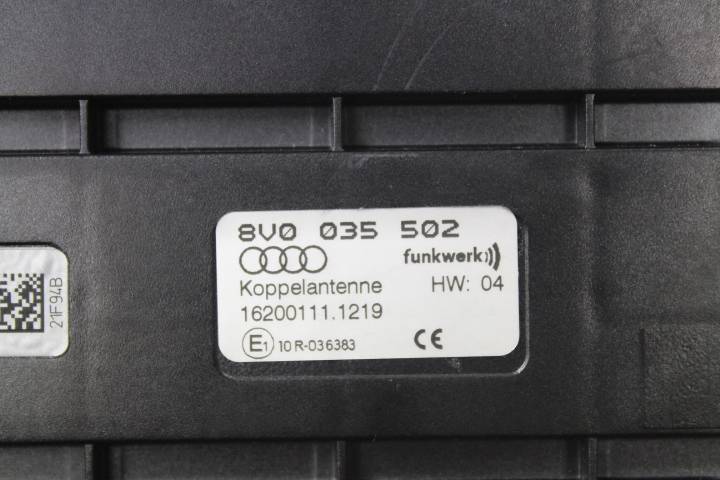 8V0 035 502
funkwerk
Koppelantenne HW: 04
16200111.1219
E1 10 R-036383 CE
21F94B